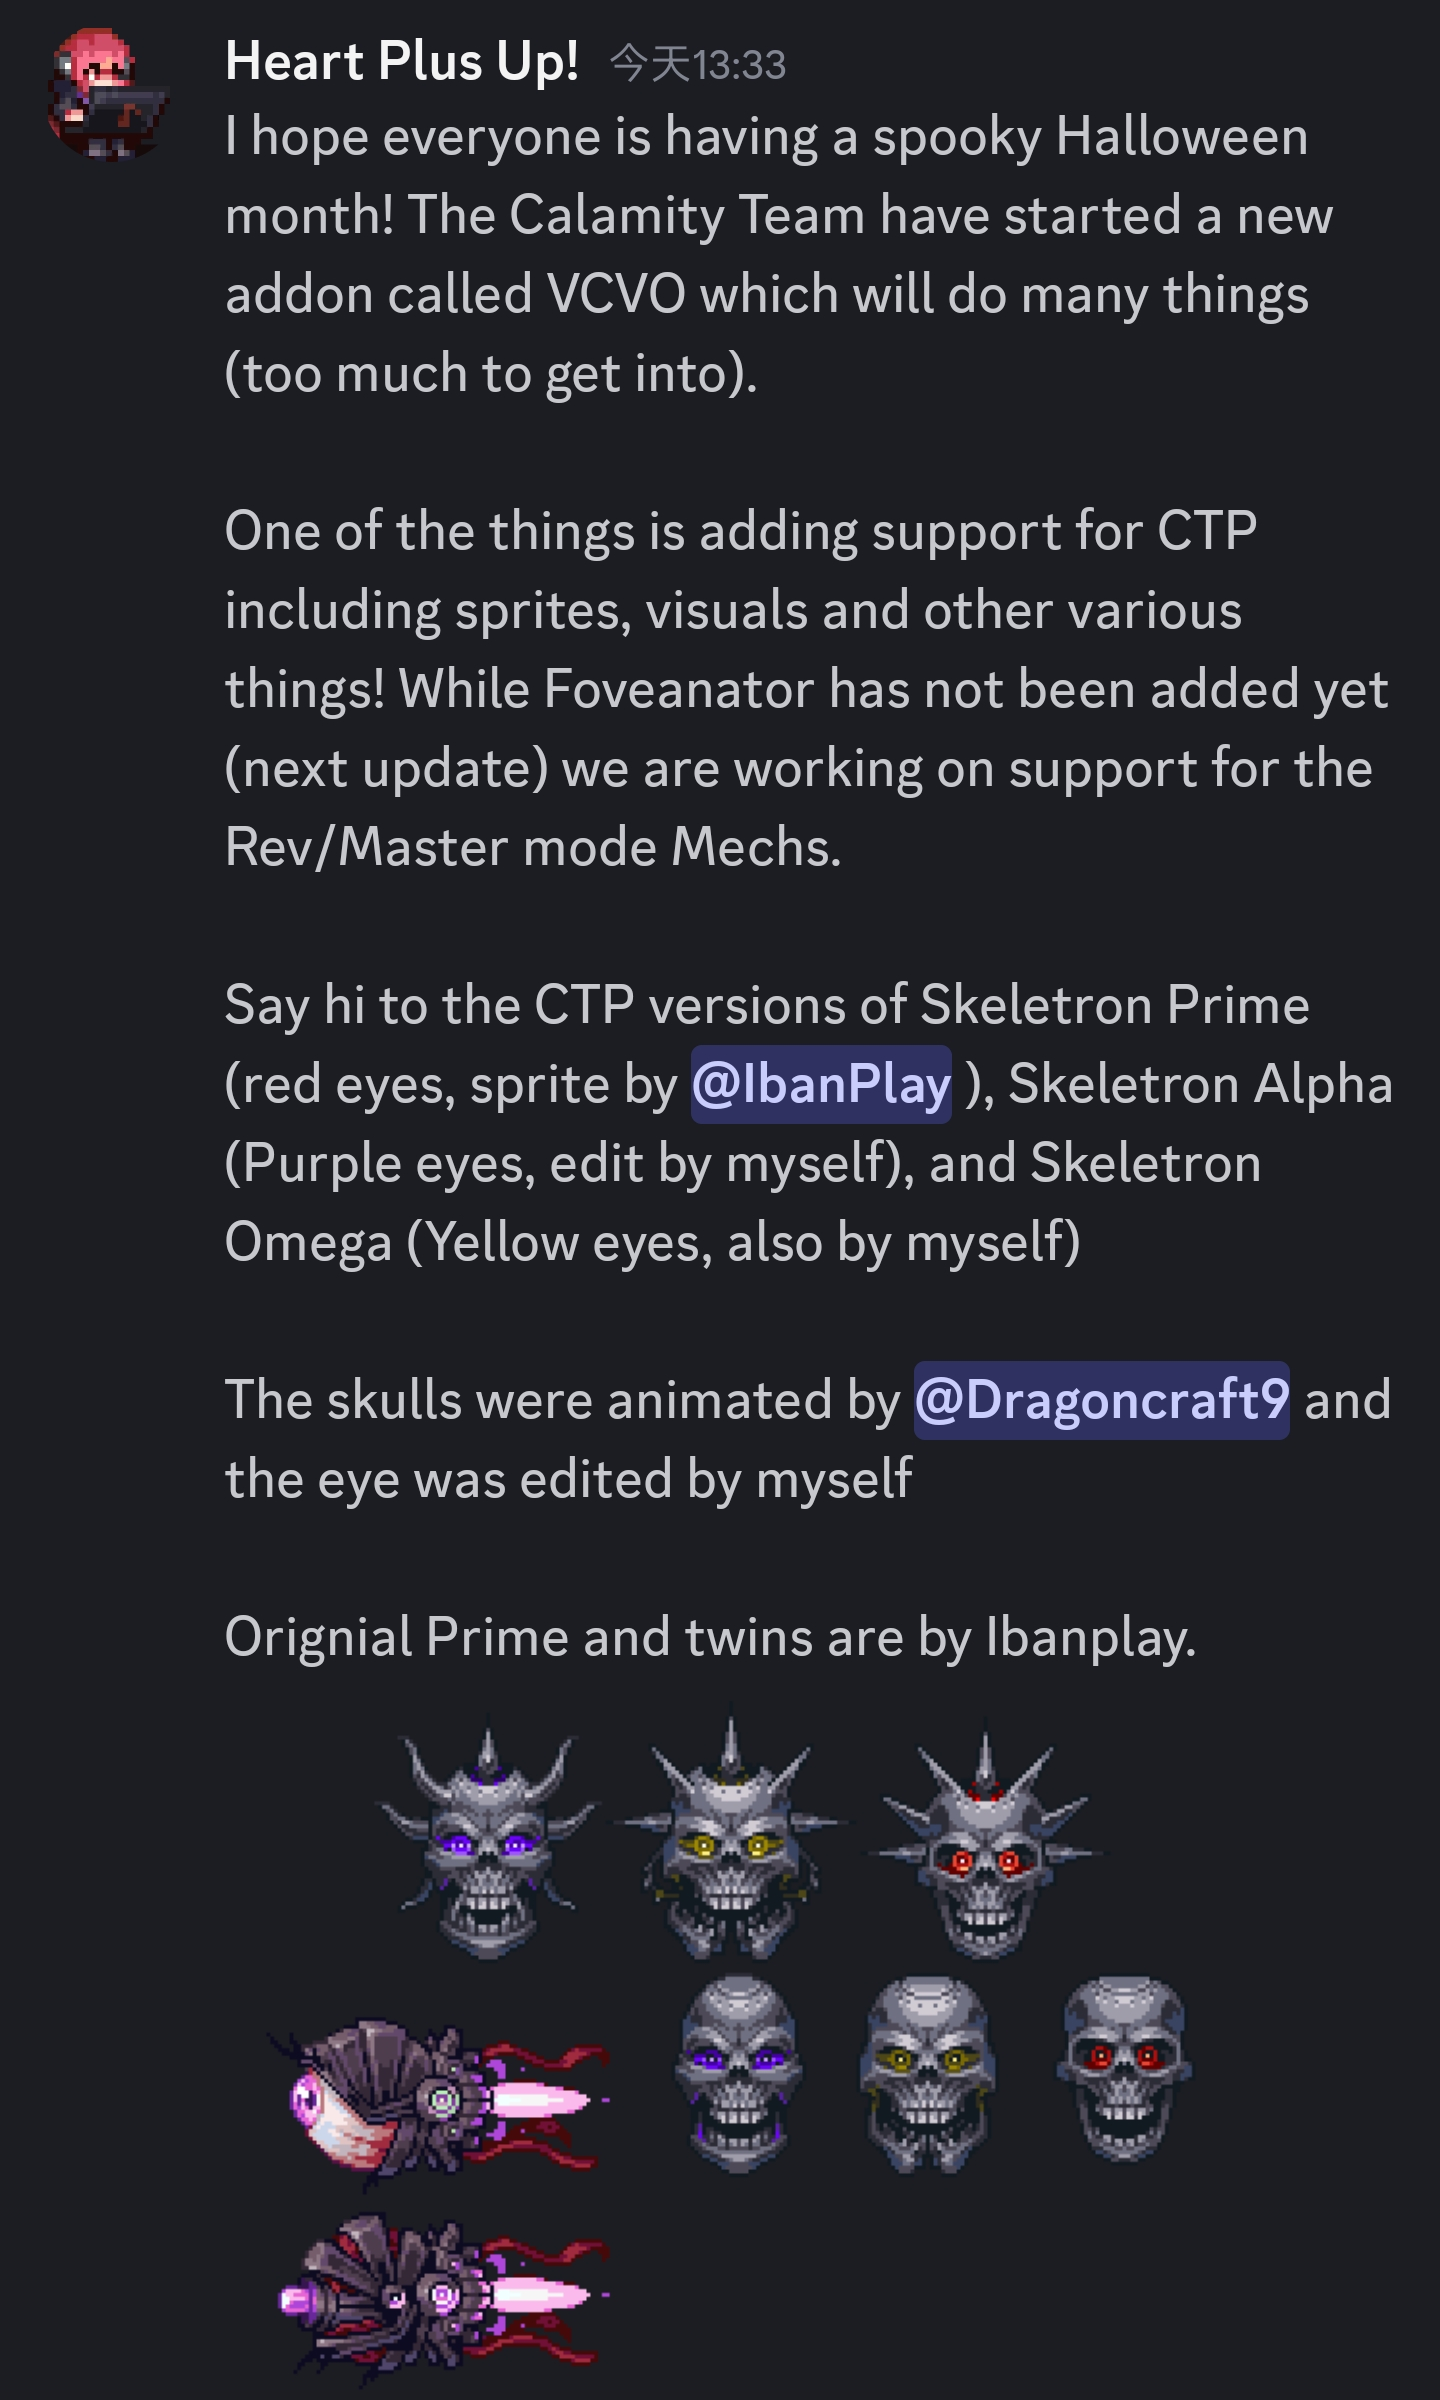 Heart Plus Up! 今天13:33
I hope everyone is having a spooky Halloween
month! The Calamity Team have started a new
addon called VCVO which will do many things
(too much to get into).
One of the things is adding support for CTP
including sprites, visuals and other various
things! While Foveanator has not been added yet
(next update) we are working on support for the
Rev/Master mode Mechs.
Say hi to the CTP versions of Skeletron Prime
(red eyes, sprite by @IbanPlay ), Skeletron Alpha
(Purple eyes, edit by myself), and Skeletron
Omega (Yellow eyes, also by myself)
The skulls were animated by @Dragoncraft9 and
the eye was edited by myself
Orignial Prime and twins are by Ibanplay.